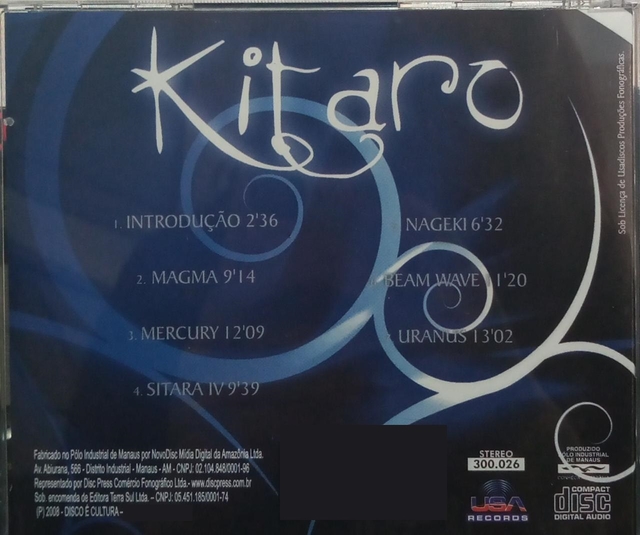 Kitaro
1. INTRODUÇÃO 2'36
2. MAGMA 9'14
3. MERCURY 12'09
4. SITARA IV 9'39
NAGEKI 6'32
BEAM WAVE 11'20
URANUS 13'02
Sob Licença de Usadiscos Produções Fonográficas.
Fabricado no Pólo Industrial de Manaus por NovoDisc Mídia Digital da Amazônia Ltda.
Av. Abiurana, 566 - Distrito Industrial - Manaus - AM - CNPJ: 02.104.848/0001-96
Representado por Disc Press Comércio Fonográfico Ltda.- www.discpress.com.br
Sob. encomenda de Editora Terra Sul Ltda. – CNPJ: 05.451.185/0001-74
(P) 2008 - DISCO É CULTURA –
STEREO
300.026
USA
RECORDS
PRODUZIDO
PÓLO INDUSTRIAL
DE MANAUS
COMPACT
disc
DIGITAL AUDIO